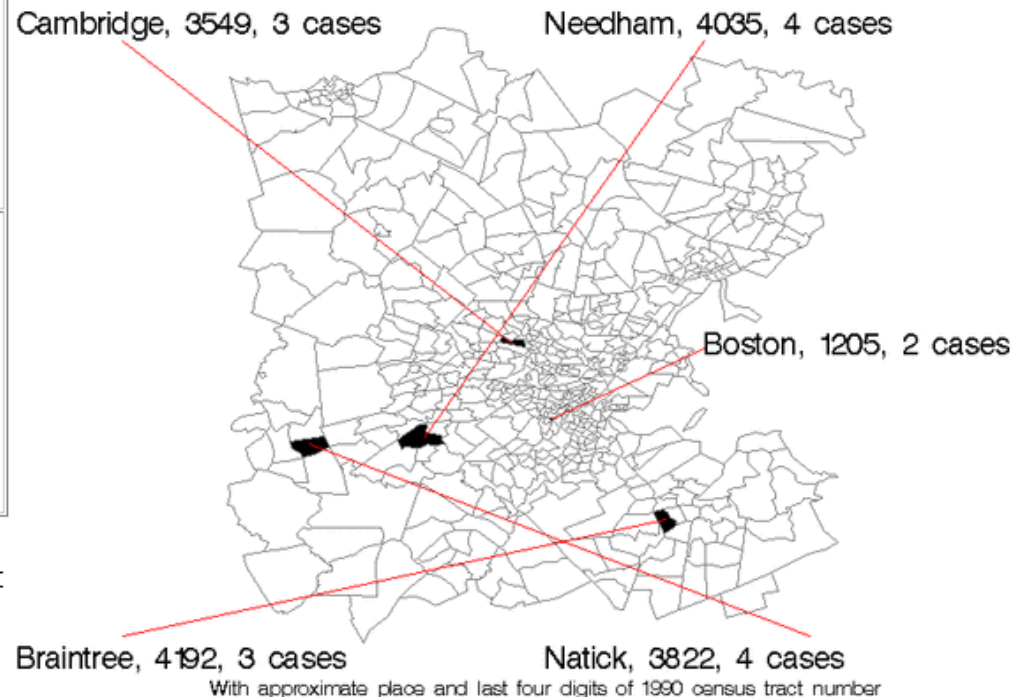 Cambridge, 3549, 3 cases
Needham, 4035, 4 cases
Boston, 1205, 2 cases
Braintree, 4192, 3 cases
Natick, 3822, 4 cases
With approximate place and last four digits of 1990 census tract number